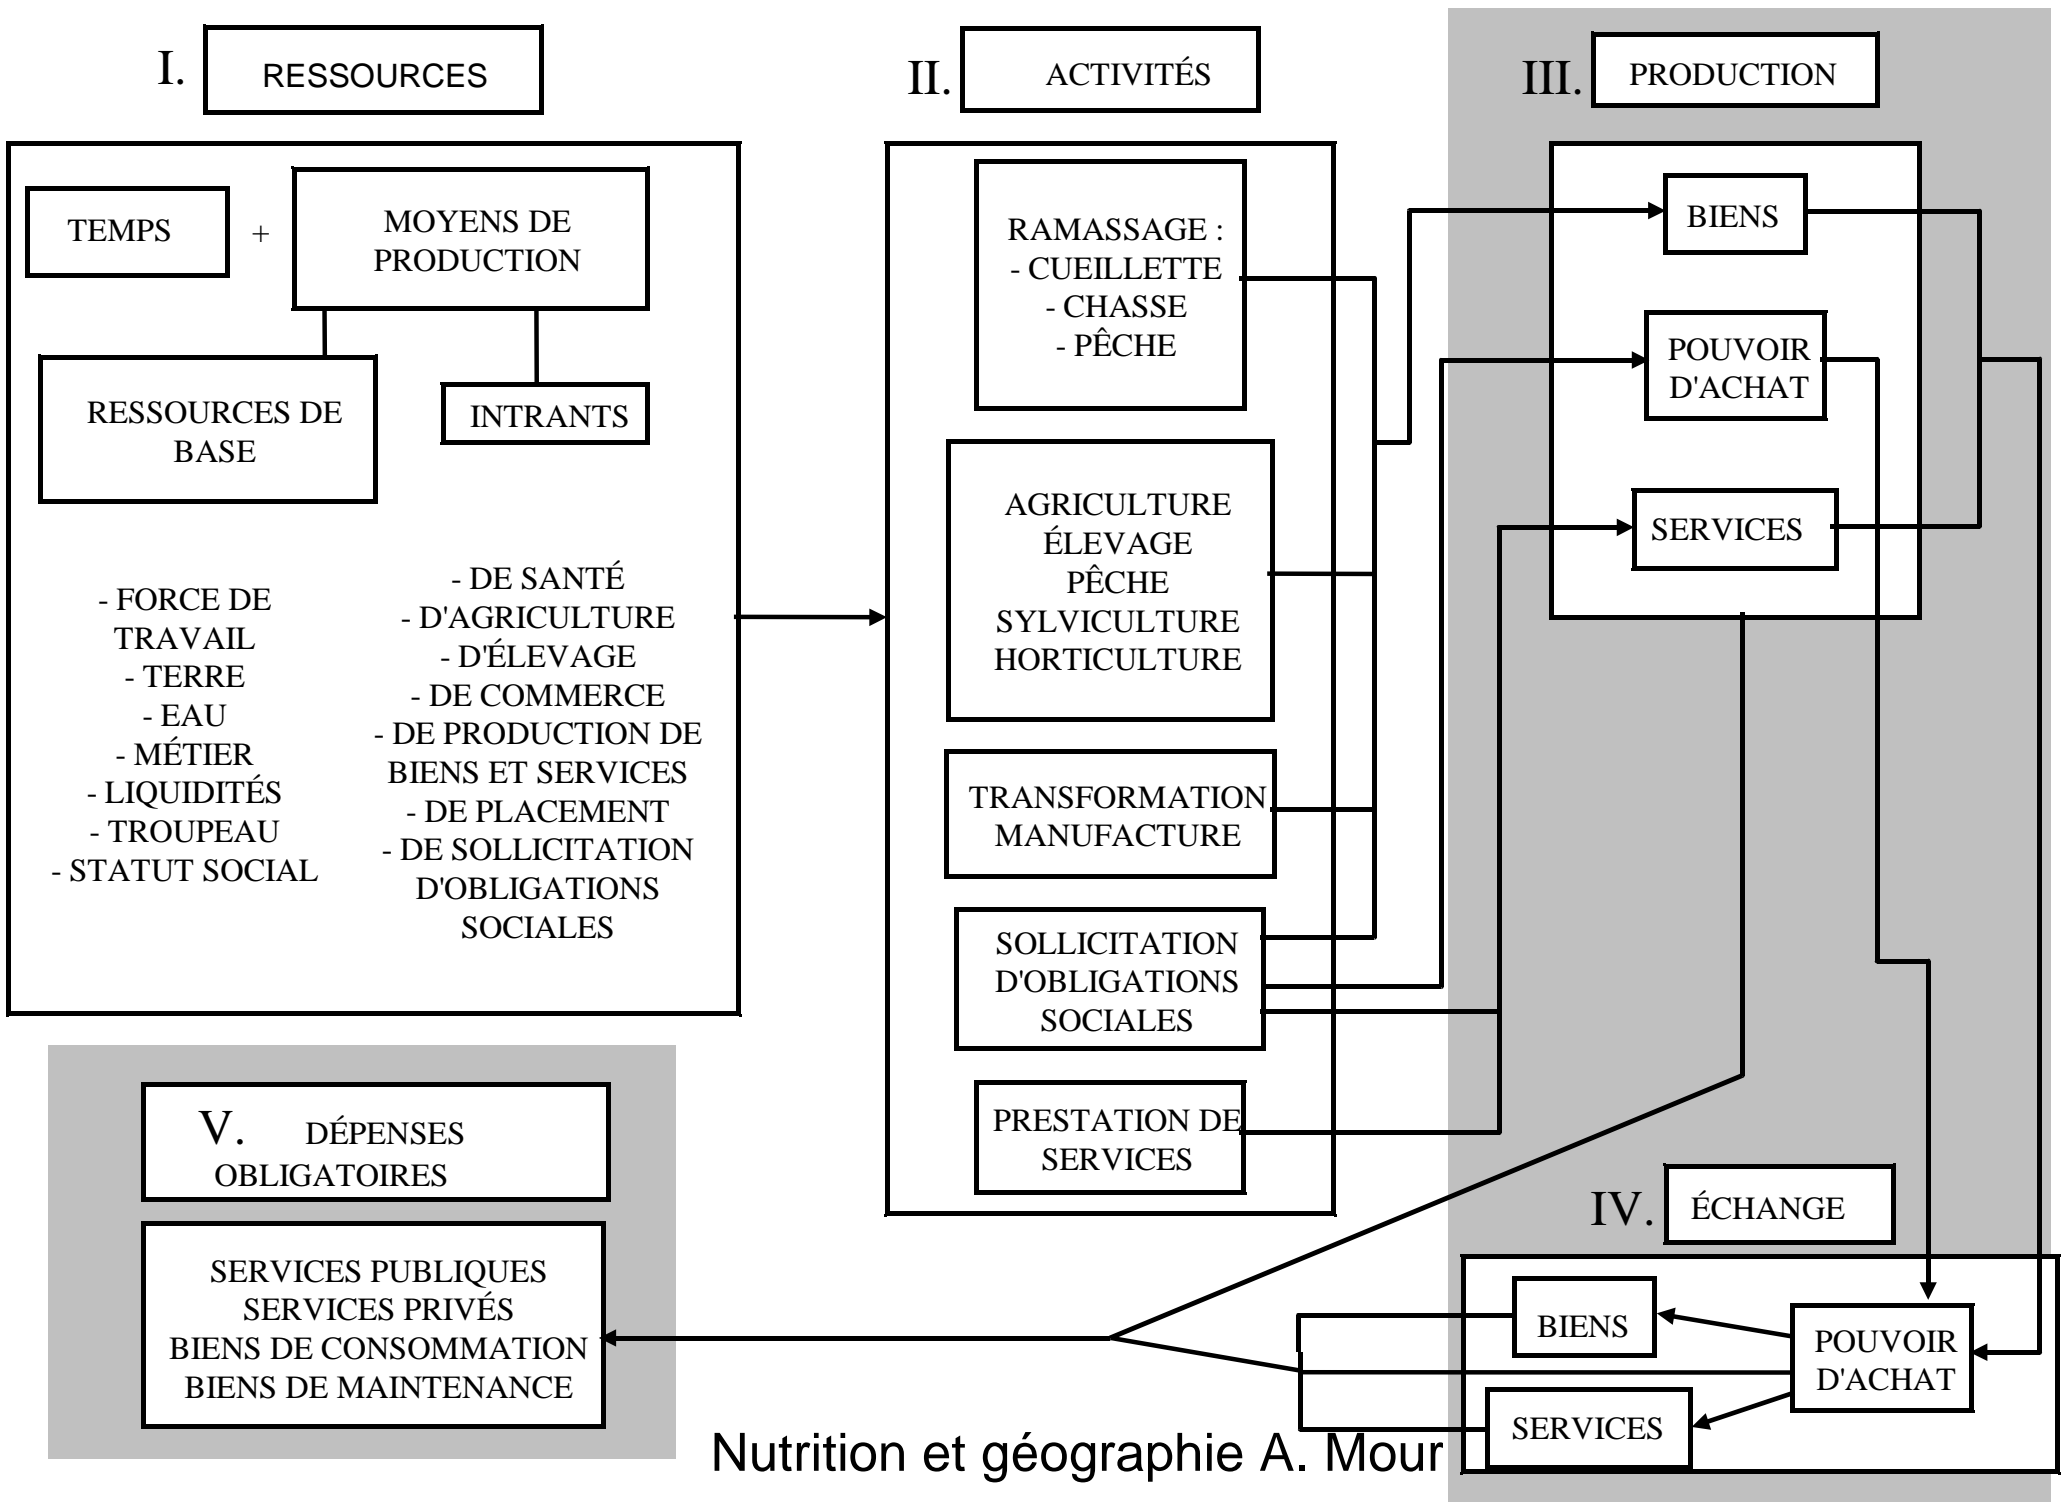 I.
RESSOURCES
TEMPS
+
MOYENS DE
PRODUCTION
RESSOURCES DE
BASE
INTRANTS
- FORCE DE
TRAVAIL
- TERRE
- EAU
- MÉTIER
- LIQUIDITÉS
- TROUPEAU
- STATUT SOCIAL
- DE SANTÉ
- D'AGRICULTURE
- D'ÉLEVAGE
- DE COMMERCE
- DE PRODUCTION DE
BIENS ET SERVICES
- DE PLACEMENT
- DE SOLLICITATION
D'OBLIGATIONS
SOCIALES
II.
ACTIVITÉS
RAMASSAGE :
- CUEILLETTE
- CHASSE
- PÊCHE
AGRICULTURE
ÉLEVAGE
PÊCHE
SYLVICULTURE
HORTICULTURE
TRANSFORMATION
MANUFACTURE
SOLLICITATION
D'OBLIGATIONS
SOCIALES
PRESTATION DE
SERVICES
III.
PRODUCTION
BIENS
POUVOIR
D'ACHAT
SERVICES
IV.
ÉCHANGE
BIENS
POUVOIR
D'ACHAT
SERVICES
V. DÉPENSES
OBLIGATOIRES
SERVICES PUBLIQUES
SERVICES PRIVÉS
BIENS DE CONSOMMATION
BIENS DE MAINTENANCE
Nutrition et géographie A. Mour